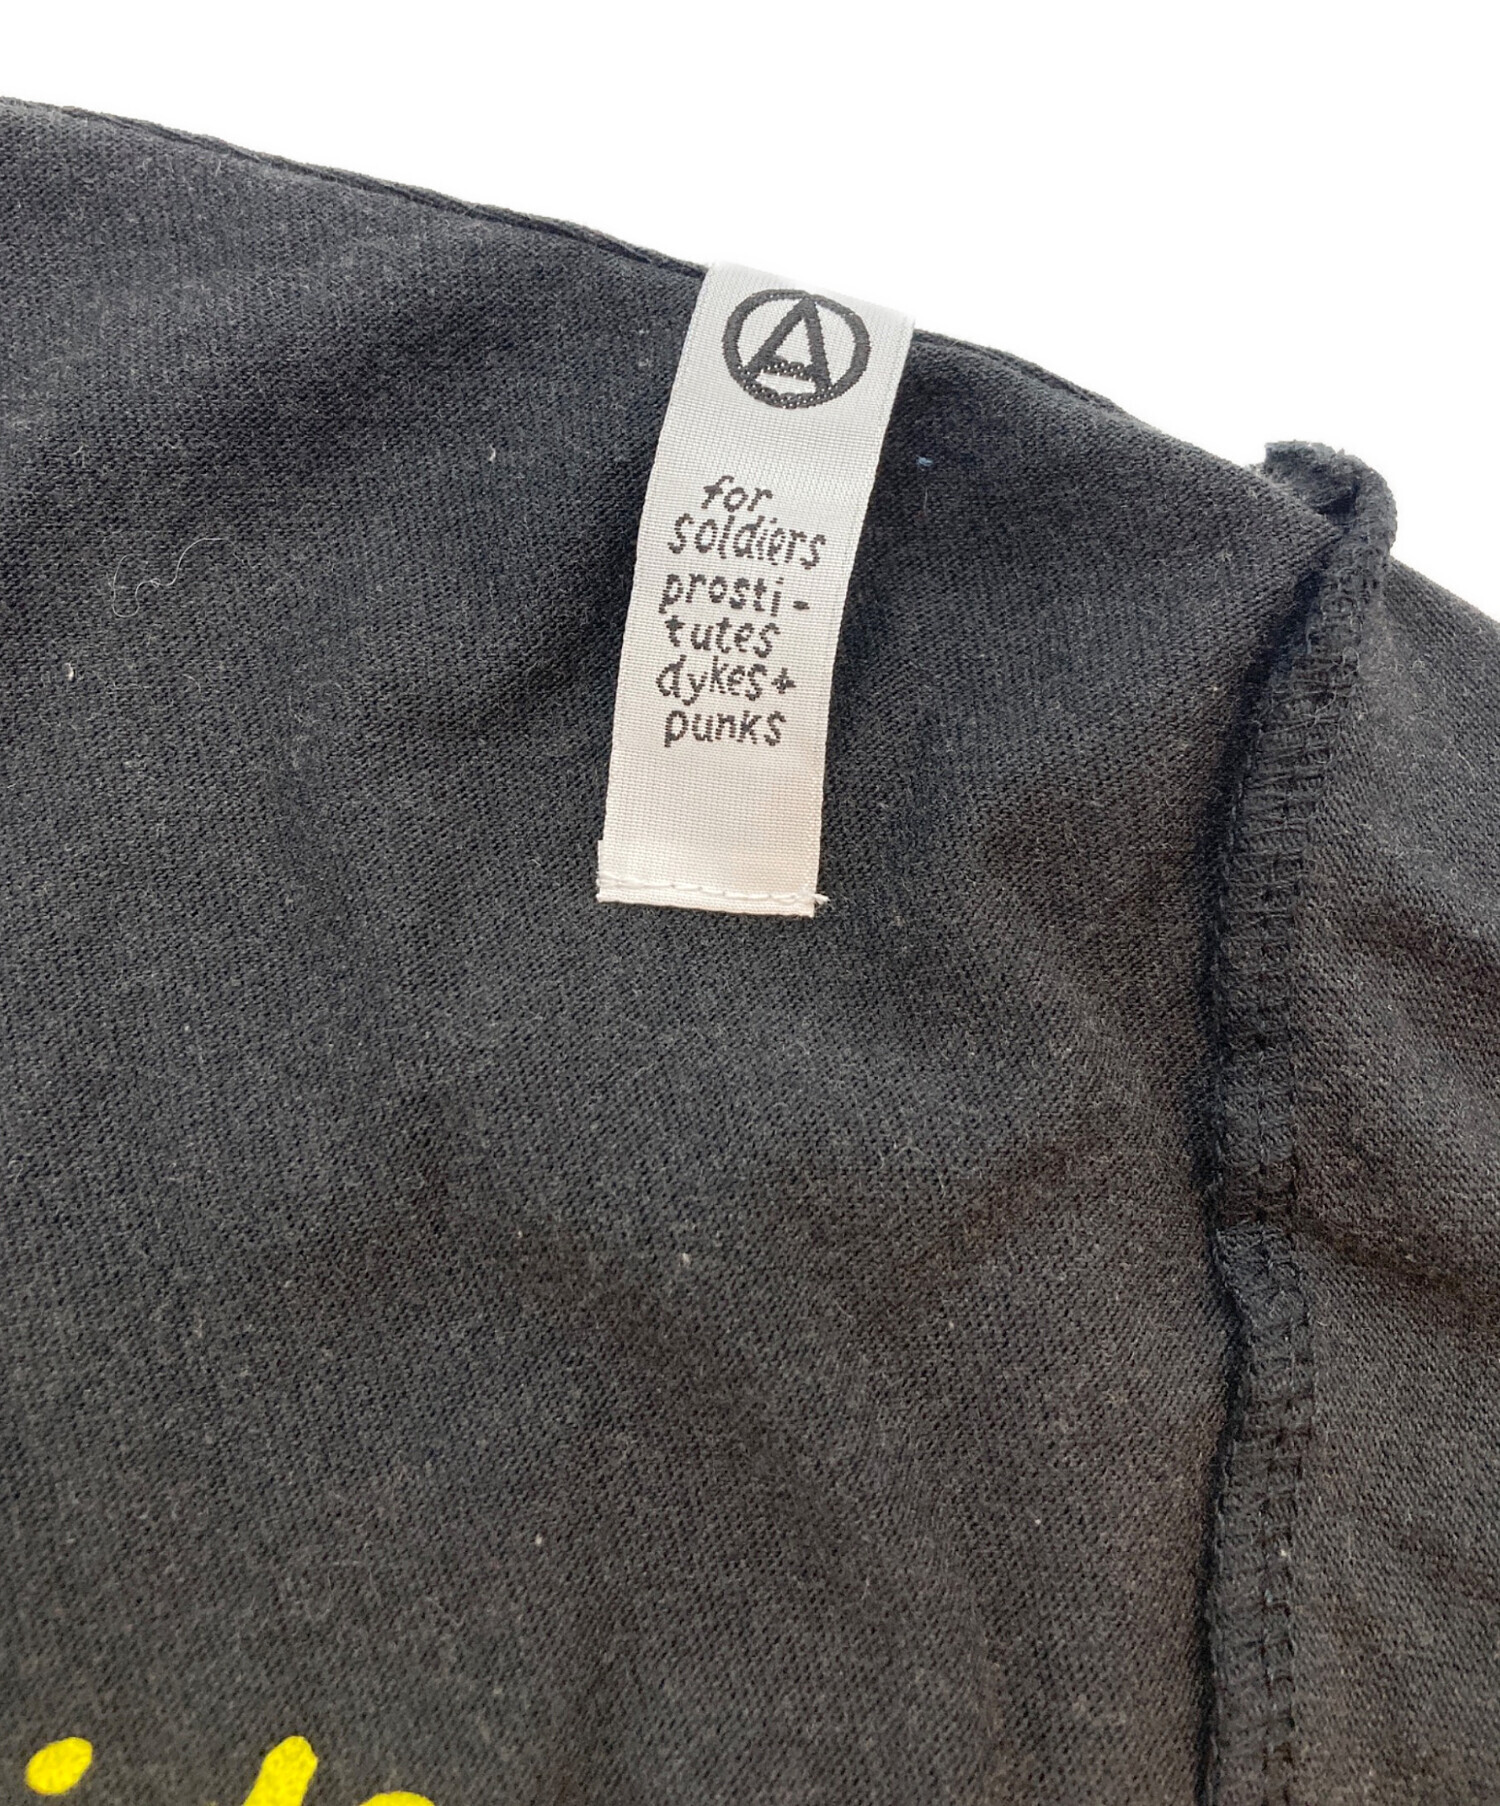 for
soldiers
prosti-
tutes
dykes+
punks